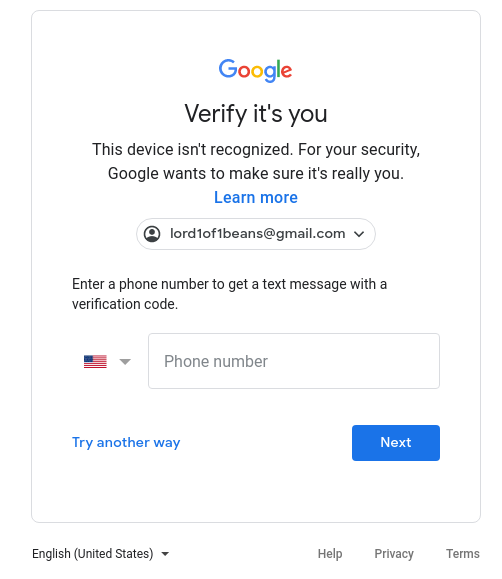 Google
Verify it's you
This device isn't recognized. For your security,
Google wants to make sure it's really you.
Learn more
lord1of1beans@gmail.com
Enter a phone number to get a text message with a
verification code.
Phone number
Try another way
Next
English (United States)
Help
Privacy
Terms